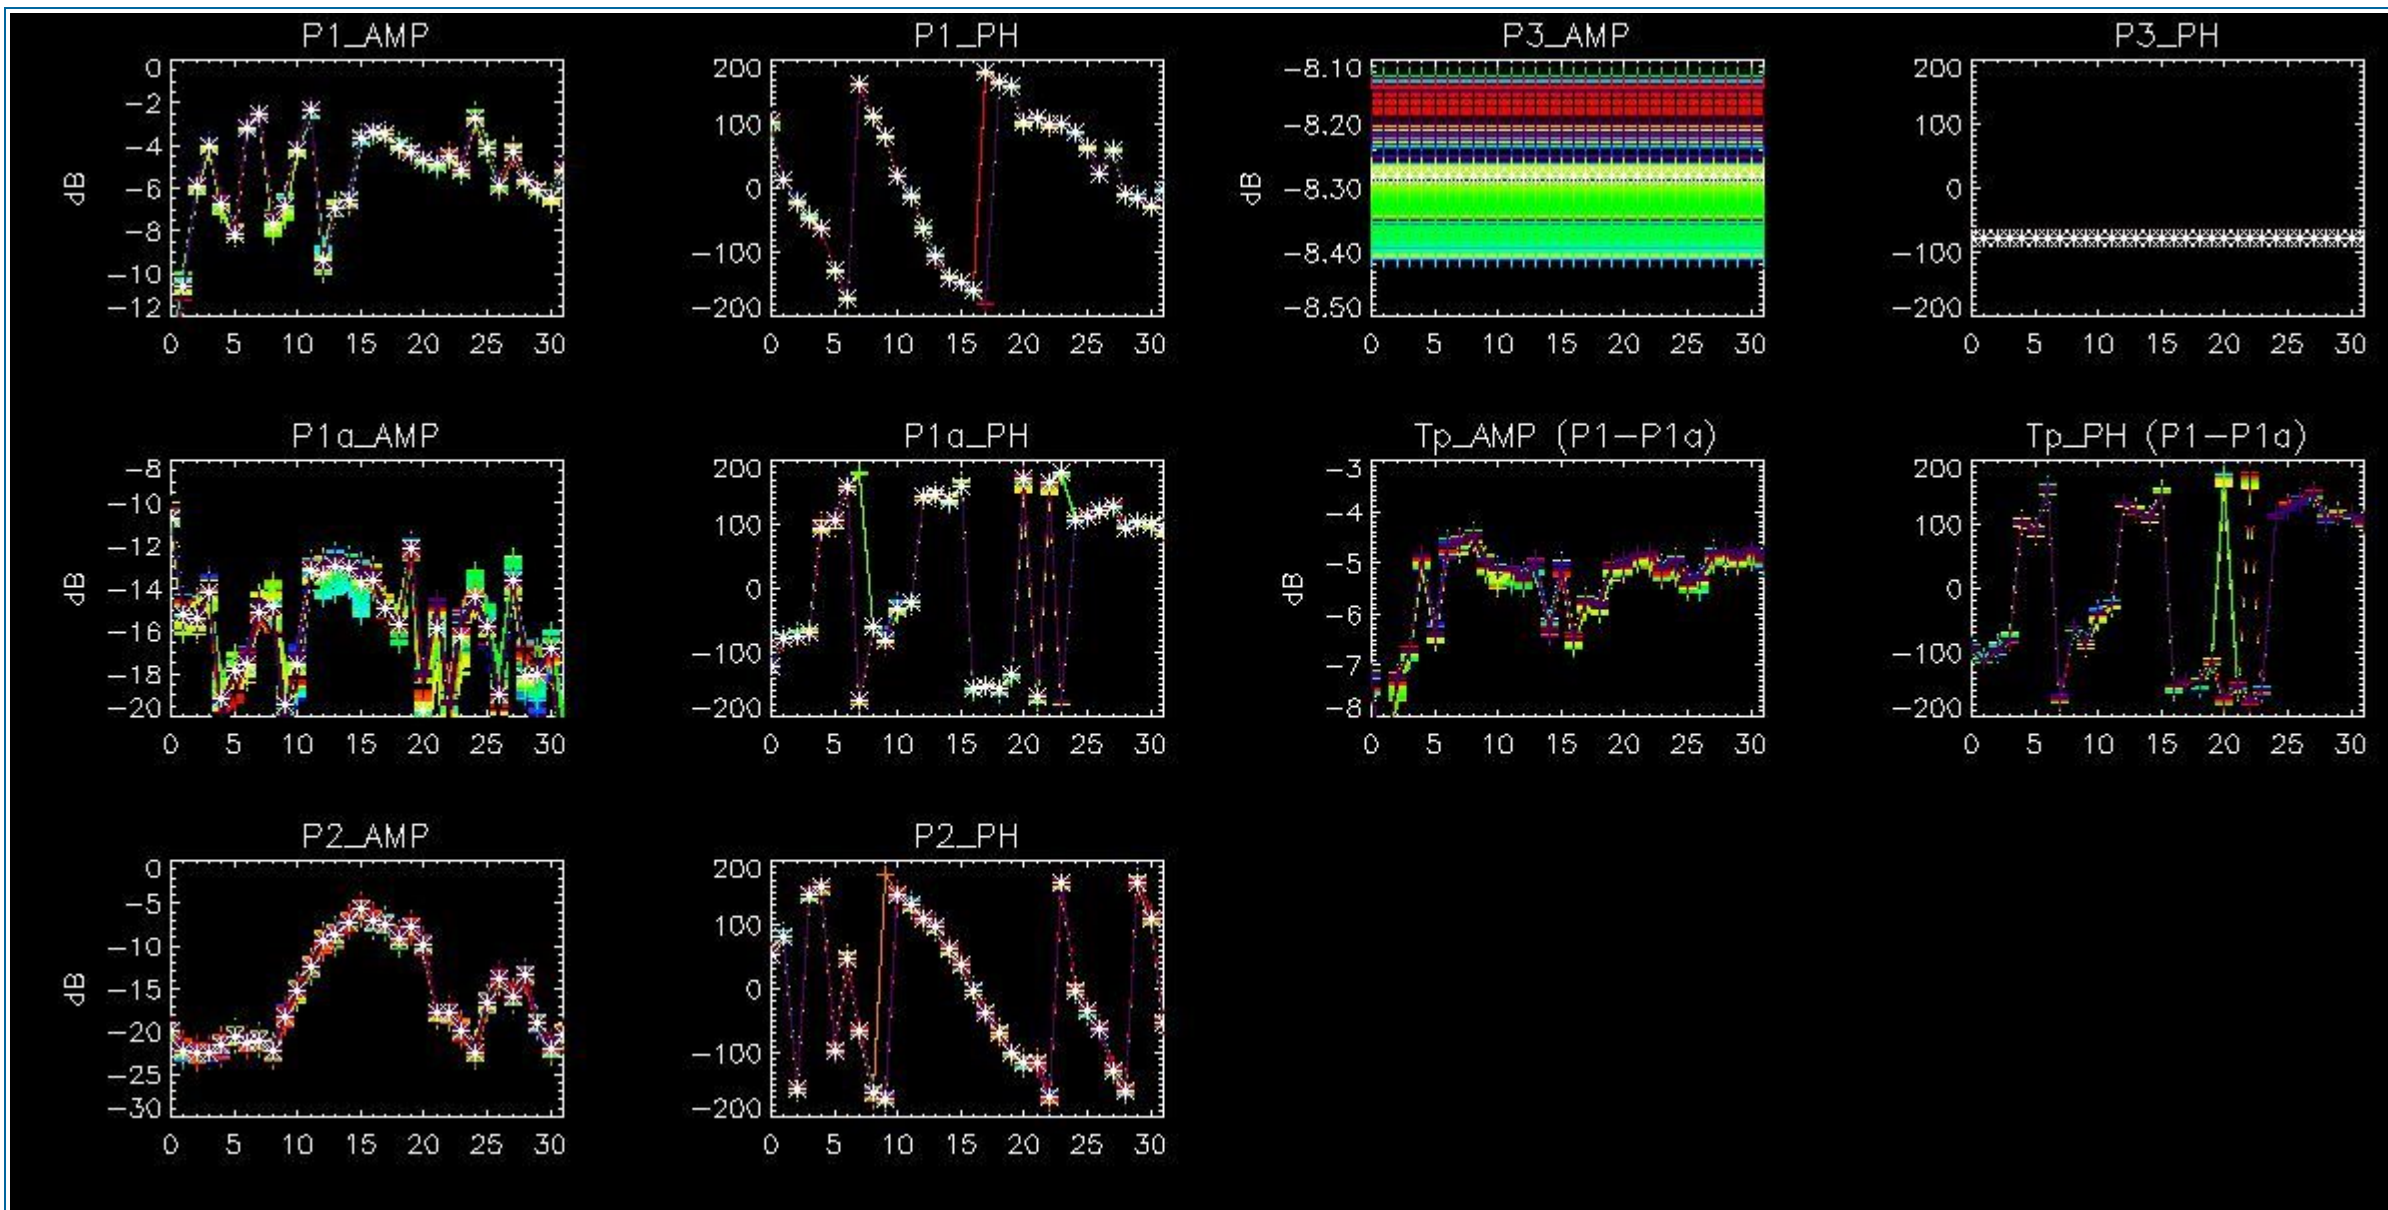 P1_AMP P1_PH P3_AMP P3_PH
0 200 -8.10 200
-2
-4 100 -8.20 100
dB -6 0 dB -8.30 0
-8
-10 -100 -8.40 -100
-12 -200 -8.50 -200
0 5 10 15 20 25 30 0 5 10 15 20 25 30 0 5 10 15 20 25 30 0 5 10 15 20 25 30
P1a_AMP P1a_PH Tp_AMP (P1-P1a) Tp_PH (P1-P1a)
-8 200 -3 200
-10 100 -4 100
-12
dB -14 0 dB -5 0
-16 -6
-18 -100 -7 -100
-20 -200 -8 -200
0 5 10 15 20 25 30 0 5 10 15 20 25 30 0 5 10 15 20 25 30 0 5 10 15 20 25 30
P2_AMP P2_PH
0 200
-5 100
-10
dB -15 0
-20
-25 -100
-30 -200
0 5 10 15 20 25 30 0 5 10 15 20 25 30